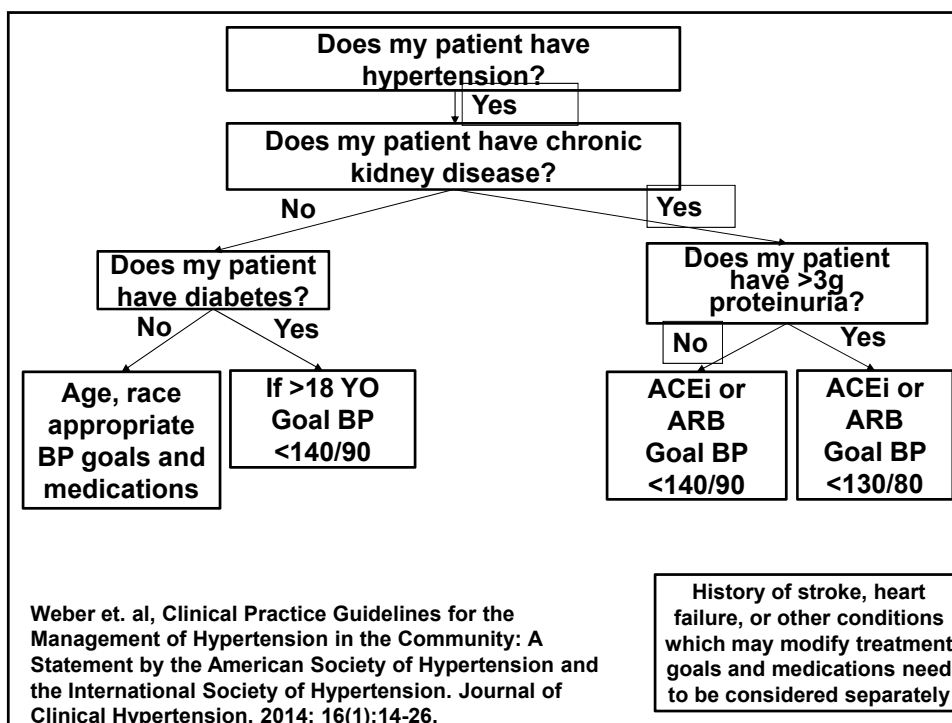 Does my patient have
hypertension?
Yes
Does my patient have chronic
kidney disease?
No
Yes
Does my patient
have diabetes?
Does my patient
have >3g
proteinuria?
No
Yes
No
Yes
Age, race
appropriate
BP goals and
medications
If >18 YO
Goal BP
<140/90
ACEi or
ARB
Goal BP
<140/90
ACEi or
ARB
Goal BP
<130/80
Weber et. al, Clinical Practice Guidelines for the
Management of Hypertension in the Community: A
Statement by the American Society of Hypertension and
the International Society of Hypertension. Journal of
Clinical Hypertension. 2014; 16(1):14-26.
History of stroke, heart
failure, or other conditions
which may modify treatment
goals and medications need
to be considered separately